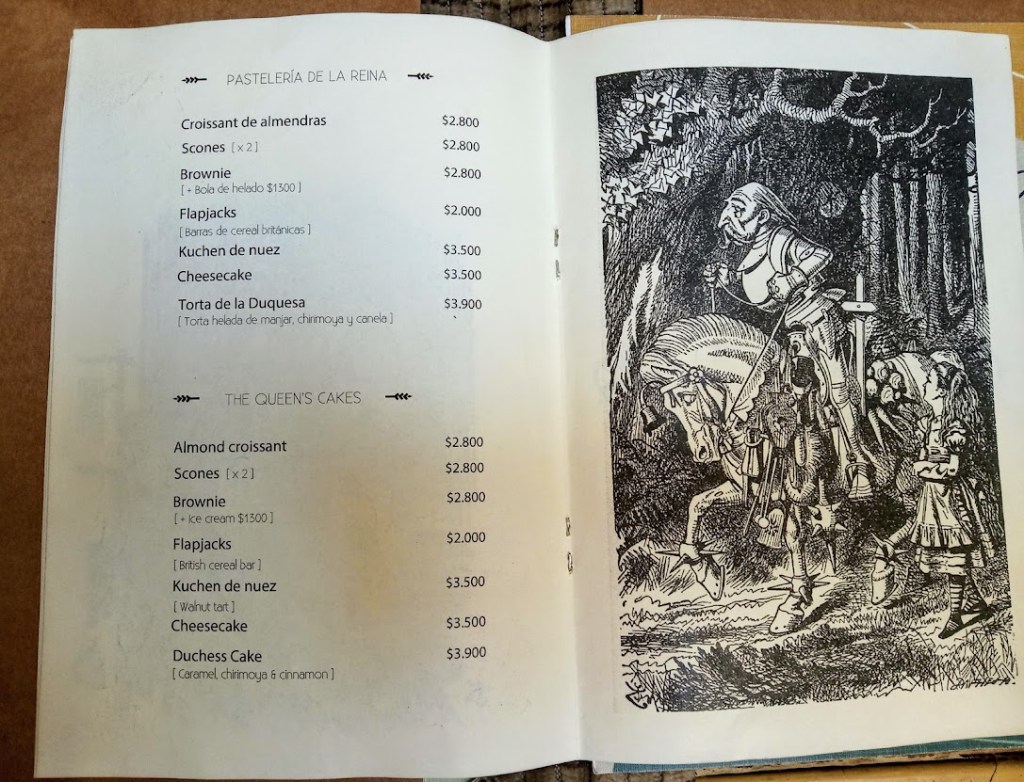 PASTELERÍA DE LA REINA
Croissant de almendras $2.800
Scones [ x 2 ] $2.800
Brownie $2.800
[ + Bola de helado $1300 ]
Flapjacks $2.000
[ Barras de cereal británicas ]
Kuchen de nuez $3.500
Cheesecake $3.500
Torta de la Duquesa $3.900
[ Torta helada de manjar, chirimoya y canela ]
THE QUEEN'S CAKES
Almond croissant $2.800
Scones [ x 2 ] $2.800
Brownie $2.800
[ + ice cream $1300 ]
Flapjacks $2.000
[ British cereal bar ]
Kuchen de nuez $3.500
[ Walnut tart ]
Cheesecake $3.500
Duchess Cake $3.900
[ Caramel, chirimoya & cinnamon ]